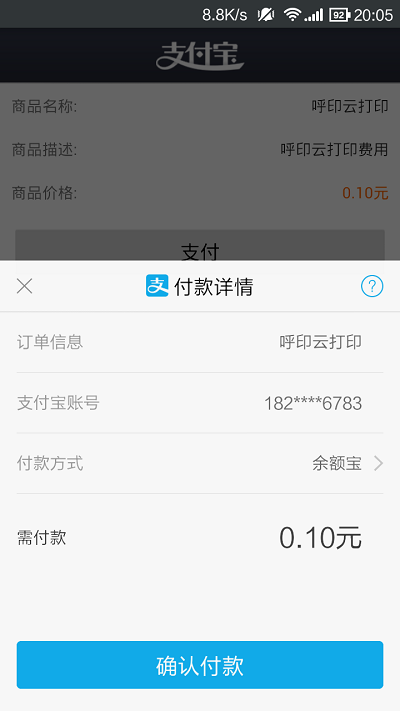 8.8K/s 92 20:05
支付宝
商品名称: 呼印云打印
商品描述: 呼印云打印费用
商品价格: 0.10元
支付
支 付款详情 ?
订单信息 呼印云打印
支付宝账号 182****6783
付款方式 余额宝
需付款 0.10元
确认付款